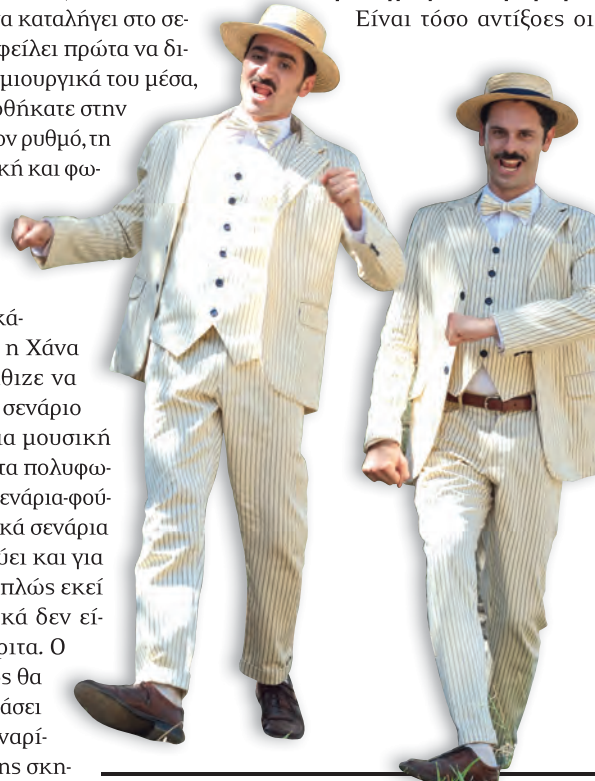 α καταλήγει στο σε-
φείλει πρώτα να δι-
μιουργικά του μέσα,
θήκατε στην
ον ρυθμό, τη
κή και φω-
κά-
η Χάνα
θιζε να
σενάριο
ια μουσική
τα πολυφω-
ενάρια-φού-
κά σενάρια
ύει και για
πλώς εκεί
κά δεν εί-
ριτα. Ο
ς θα
άσει
ναρί-
ης σκη-
Είναι τόσο αντίξοες οι